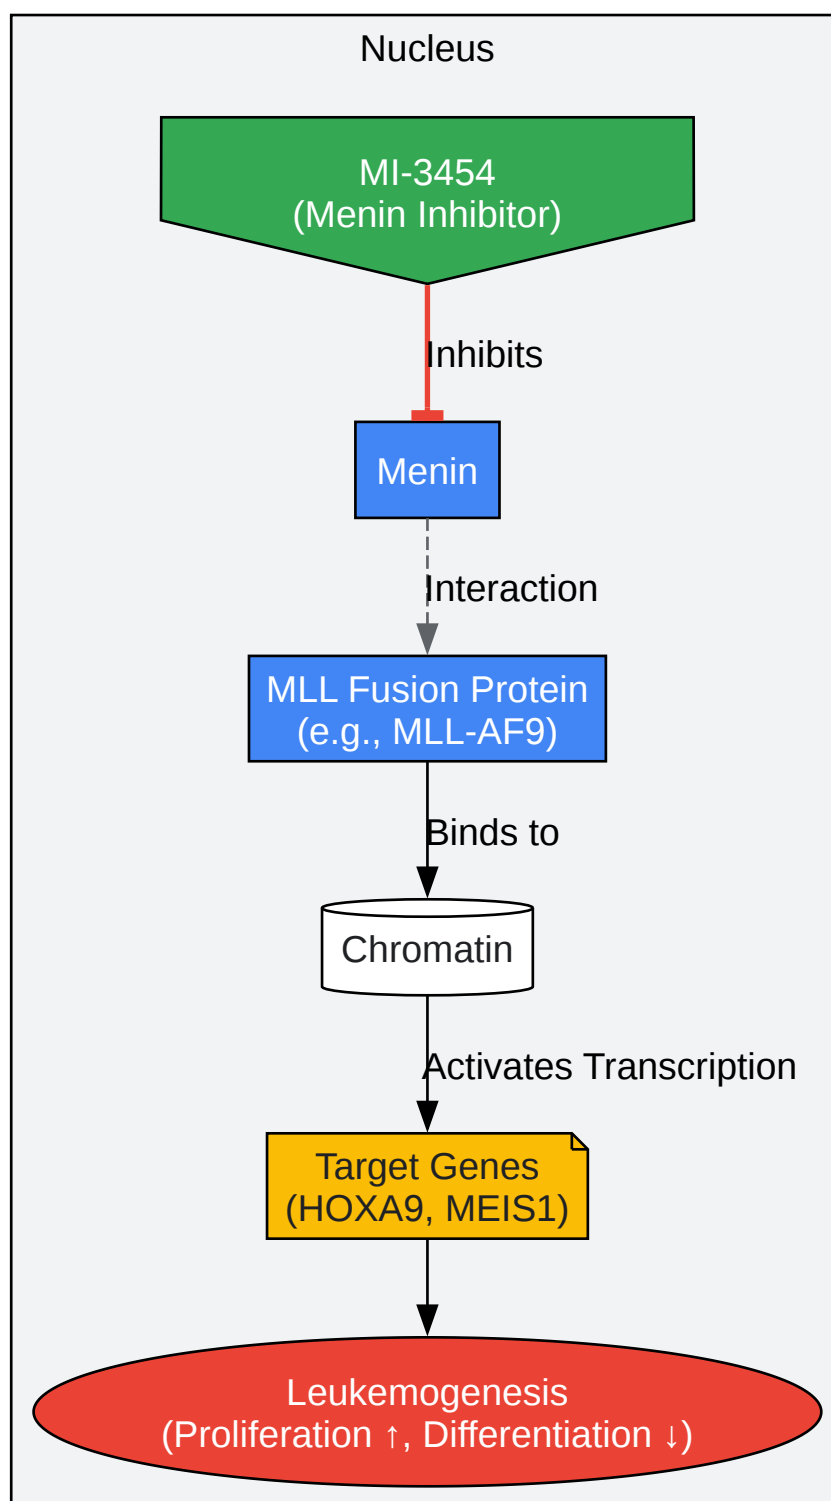 Nucleus
MI-3454
(Menin Inhibitor)
Inhibits
Menin
Interaction
MLL Fusion Protein
(e.g., MLL-AF9)
Binds to
Chromatin
Activates Transcription
Target Genes
(HOXA9, MEIS1)
Leukemogenesis
(Proliferation ↑, Differentiation ↓)